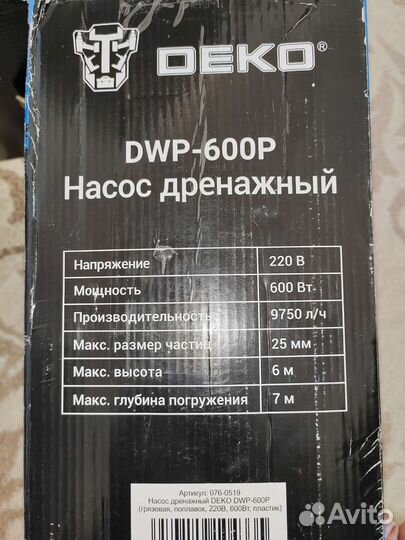 DEKO®
DWP-600P
Насос дренажный
Напряжение 220 В
Мощность 600 Вт
Производительность 9750 л/ч
Макс. размер частиц 25 мм
Макс. высота 6 м
Макс. глубина погружения 7 м
Артикул: 076-0519
Насос дренажный DEKO DWP-600P
(грязевая, поплавок, 220В, 600Вт, пластик)
Avito